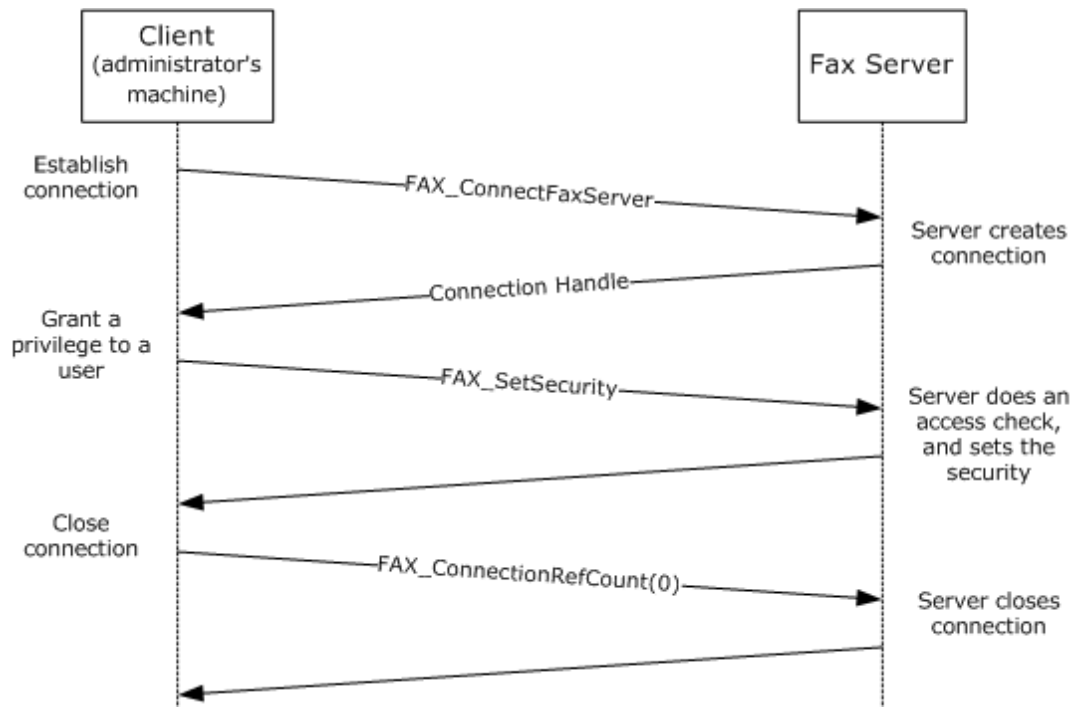 Client
(administrator's
machine)
Fax Server
Establish
connection
FAX_ConnectFaxServer
Server creates
connection
Connection Handle
Grant a
privilege to a
user
FAX_SetSecurity
Server does an
access check,
and sets the
security
Close
connection
FAX_ConnectionRefCount(0)
Server closes
connection